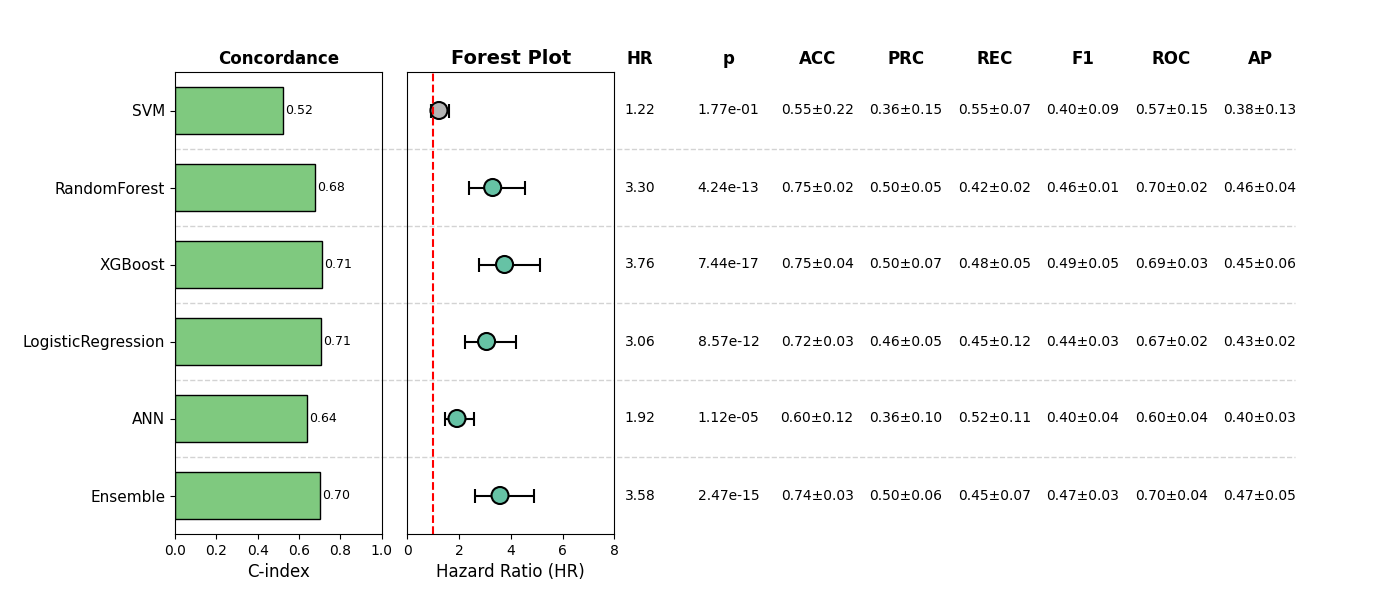 Concordance Forest Plot HR p ACC PRC REC F1 ROC AP
SVM 0.52 1.22 1.77e-01 0.55±0.22 0.36±0.15 0.55±0.07 0.40±0.09 0.57±0.15 0.38±0.13
RandomForest 0.68 3.30 4.24e-13 0.75±0.02 0.50±0.05 0.42±0.02 0.46±0.01 0.70±0.02 0.46±0.04
XGBoost 0.71 3.76 7.44e-17 0.75±0.04 0.50±0.07 0.48±0.05 0.49±0.05 0.69±0.03 0.45±0.06
LogisticRegression 0.71 3.06 8.57e-12 0.72±0.03 0.46±0.05 0.45±0.12 0.44±0.03 0.67±0.02 0.43±0.02
ANN 0.64 1.92 1.12e-05 0.60±0.12 0.36±0.10 0.52±0.11 0.40±0.04 0.60±0.04 0.40±0.03
Ensemble 0.70 3.58 2.47e-15 0.74±0.03 0.50±0.06 0.45±0.07 0.47±0.03 0.70±0.04 0.47±0.05
0.0 0.2 0.4 0.6 0.8 1.0 0 2 4 6 8
C-index Hazard Ratio (HR)